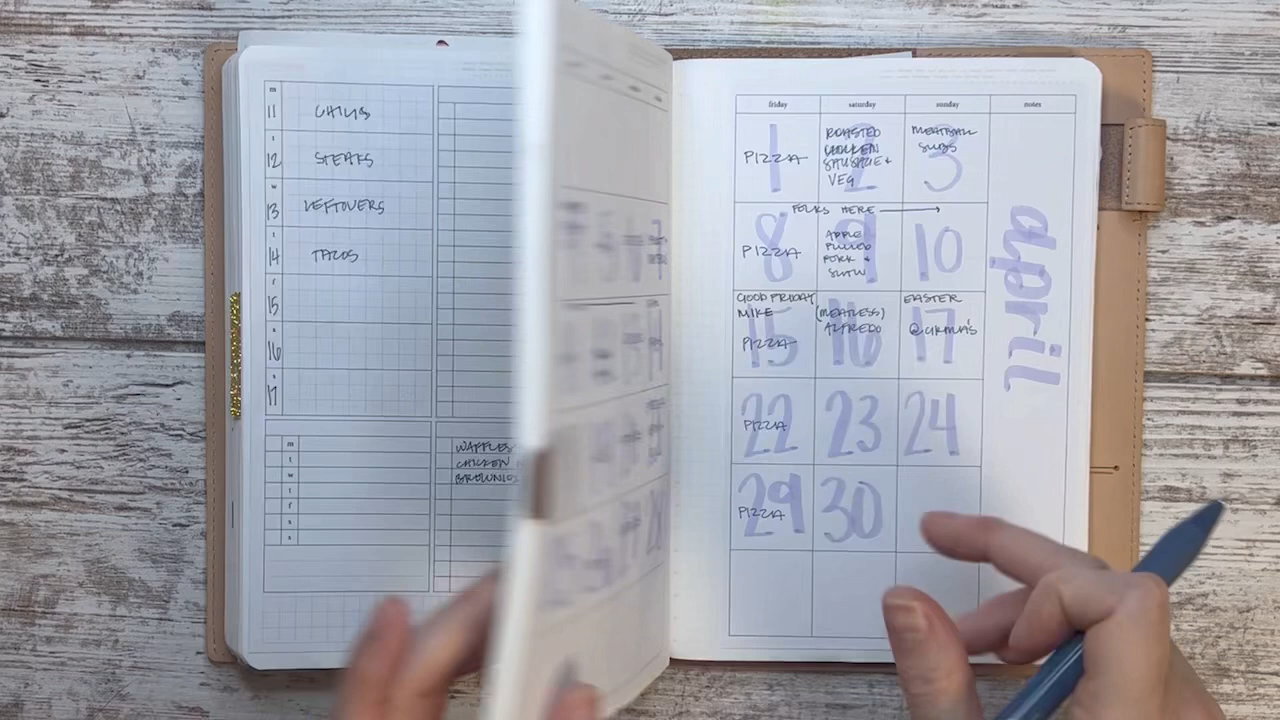 m
11 CHILIS
t
12 STEAKS
w
13 LEFTOVERS
t
14 TACOS
f
15
s
16
s
17
m
t
w
t
f
s
s
WAFFLES
CHICKEN
BROWNIES
friday saturday sunday notes
1 PIZZA
2 ROASTED
CHICKEN
SAUSAGE +
VEG
3 MEATBALL
SUBS
FOLKS HERE
8 PIZZA
9 APPLE
PULLED
PORK +
10
GOOD FRIDAY
MIKE
15 PIZZA
16 (MEATLESS)
ALFREDO
17 EASTER
22 PIZZA
23
24
29 PIZZA
30
april